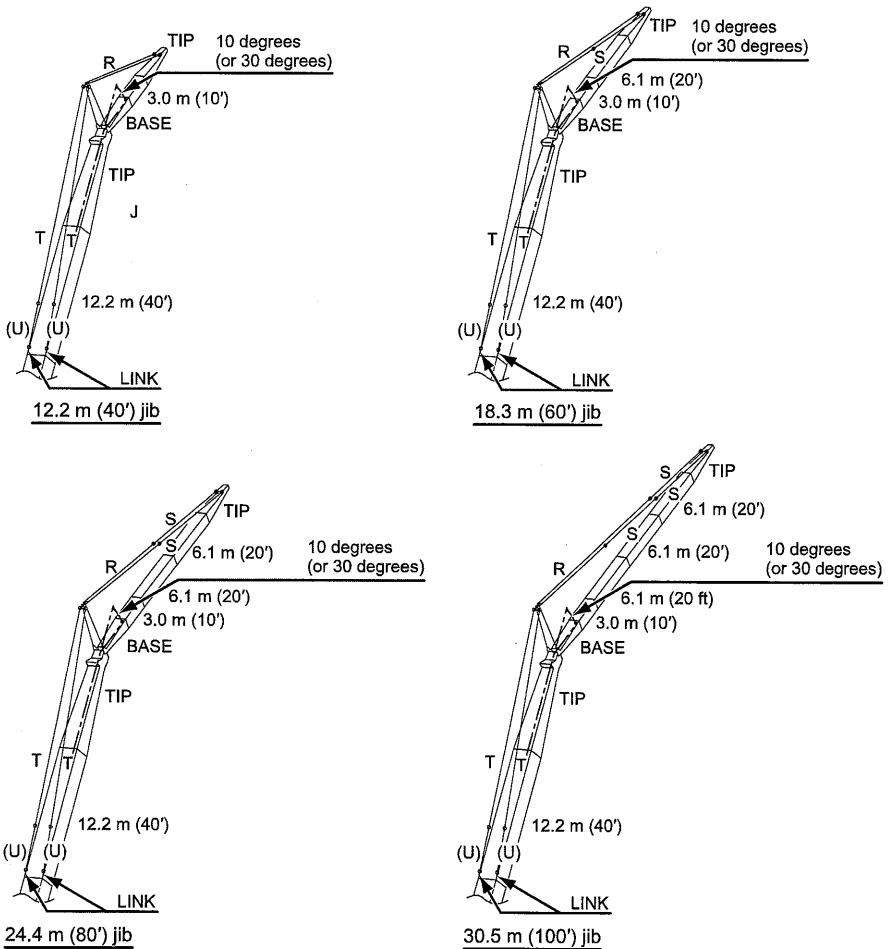 TIP
R
10 degrees
(or 30 degrees)
3.0 m (10′)
BASE
TIP
J
T
T
12.2 m (40′)
(U) (U)
LINK
12.2 m (40′) jib
TIP
R
S
10 degrees
(or 30 degrees)
6.1 m (20′)
3.0 m (10′)
BASE
TIP
T
T
12.2 m (40′)
(U) (U)
LINK
18.3 m (60′) jib
S
TIP
S
6.1 m (20′)
R
10 degrees
(or 30 degrees)
6.1 m (20′)
3.0 m (10′)
BASE
TIP
T
T
12.2 m (40′)
(U) (U)
LINK
24.4 m (80′) jib
S
TIP
S
6.1 m (20′)
S
6.1 m (20′)
R
10 degrees
(or 30 degrees)
6.1 m (20 ft)
3.0 m (10′)
BASE
TIP
T
T
12.2 m (40′)
(U) (U)
LINK
30.5 m (100′) jib